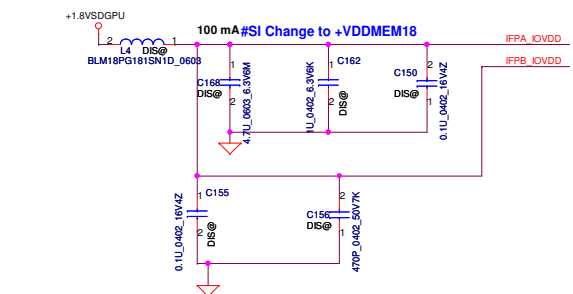 +1.8VSDGPU
100 mA #SI Change to +VDDMEM18
2 1
L4 DIS@
BLM18PG181SN1D_0603
IFPA_IOVDD
IFPB_IOVDD
1
C168
DIS@
2
4.7U_0603_6.3V6M
1
C162
2
1U_0402_6.3V6K
DIS@
2
C150
DIS@
1
0.1U_0402_16V4Z
1
C155
2
0.1U_0402_16V4Z
DIS@
2
C156
DIS@
1
470P_0402_50V7K